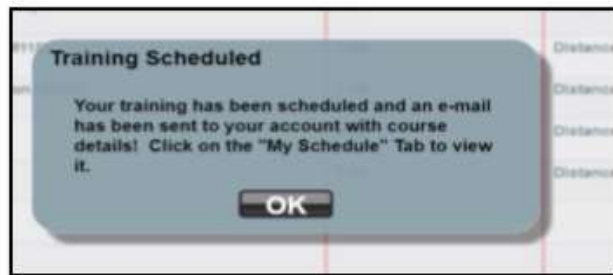 Distance
Training Scheduled
Distance
Your training has been scheduled and an e-mail
has been sent to your account with course
details! Click on the "My Schedule" Tab to view
it.
Distance
Distance
OK